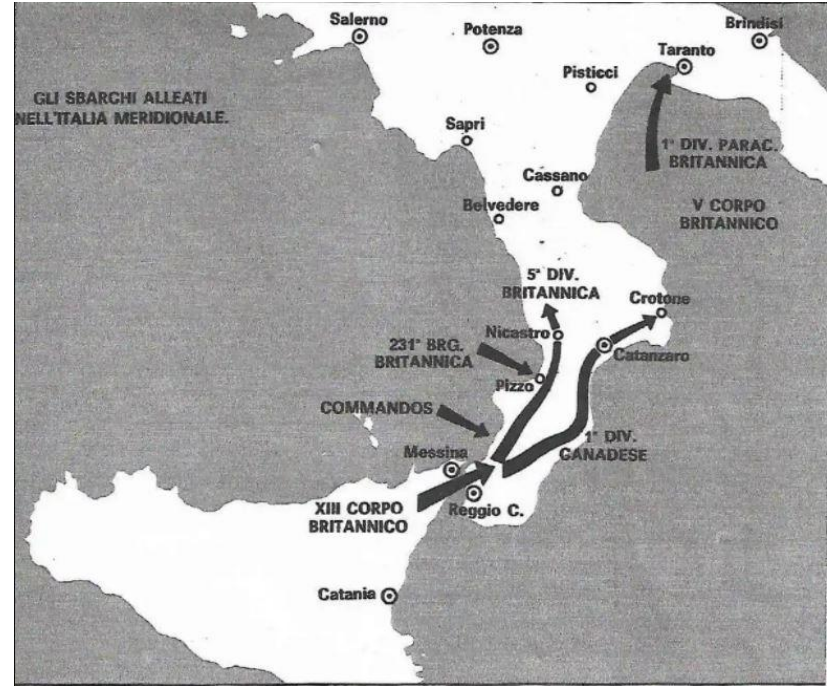 Salerno
Potenza
Brindisi
Taranto
Pisticci
GLI SBARCHI ALLEATI
NELL'ITALIA MERIDIONALE.
Sapri
1ª DIV. PARAC.
BRITANNICA
Cassano
Belvedere
V CORPO
BRITANNICO
5ª DIV.
BRITANNICA
Crotone
Nicastro
231ª BRG.
BRITANNICA
Catanzaro
Pizzo
COMMANDOS
1ª DIV.
CANADESE
Messina
XIII CORPO
BRITANNICO
Reggio C.
Catania